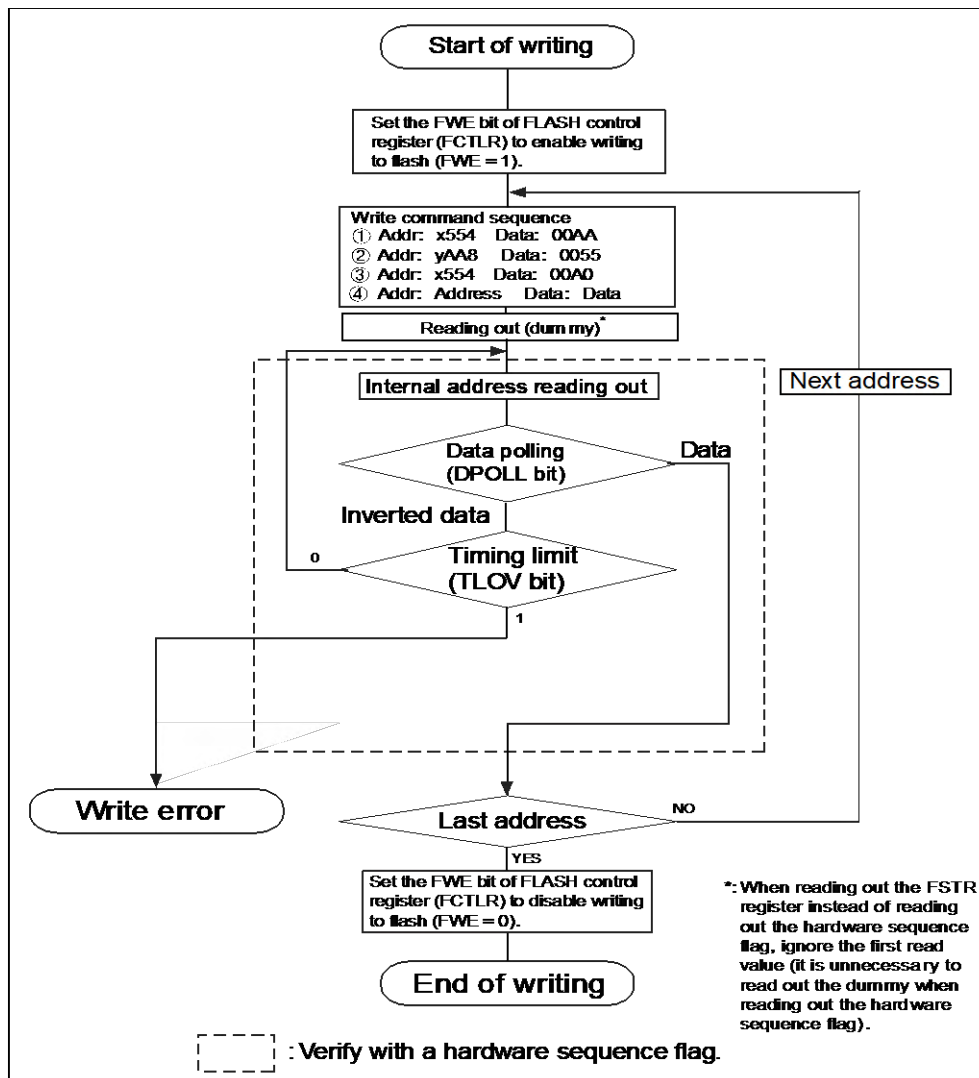 Start of writing
Set the FWE bit of FLASH control
register (FCTLR) to enable writing
to flash (FWE = 1).
Write command sequence
① Addr: x554 Data: 00AA
② Addr: yAA8 Data: 0055
③ Addr: x554 Data: 00A0
④ Addr: Address Data: Data
Reading out (dummy)*
Next address
Internal address reading out
Data polling
(DPOLL bit)
Data
Inverted data
Timing limit
(TLOV bit)
0
1
Write error
Last address
NO
YES
Set the FWE bit of FLASH control
register (FCTLR) to disable writing
to flash (FWE = 0).
End of writing
*: When reading out the FSTR
register instead of reading
out the hardware sequence
flag, ignore the first read
value (it is unnecessary to
read out the dummy when
reading out the hardware
sequence flag).
: Verify with a hardware sequence flag.